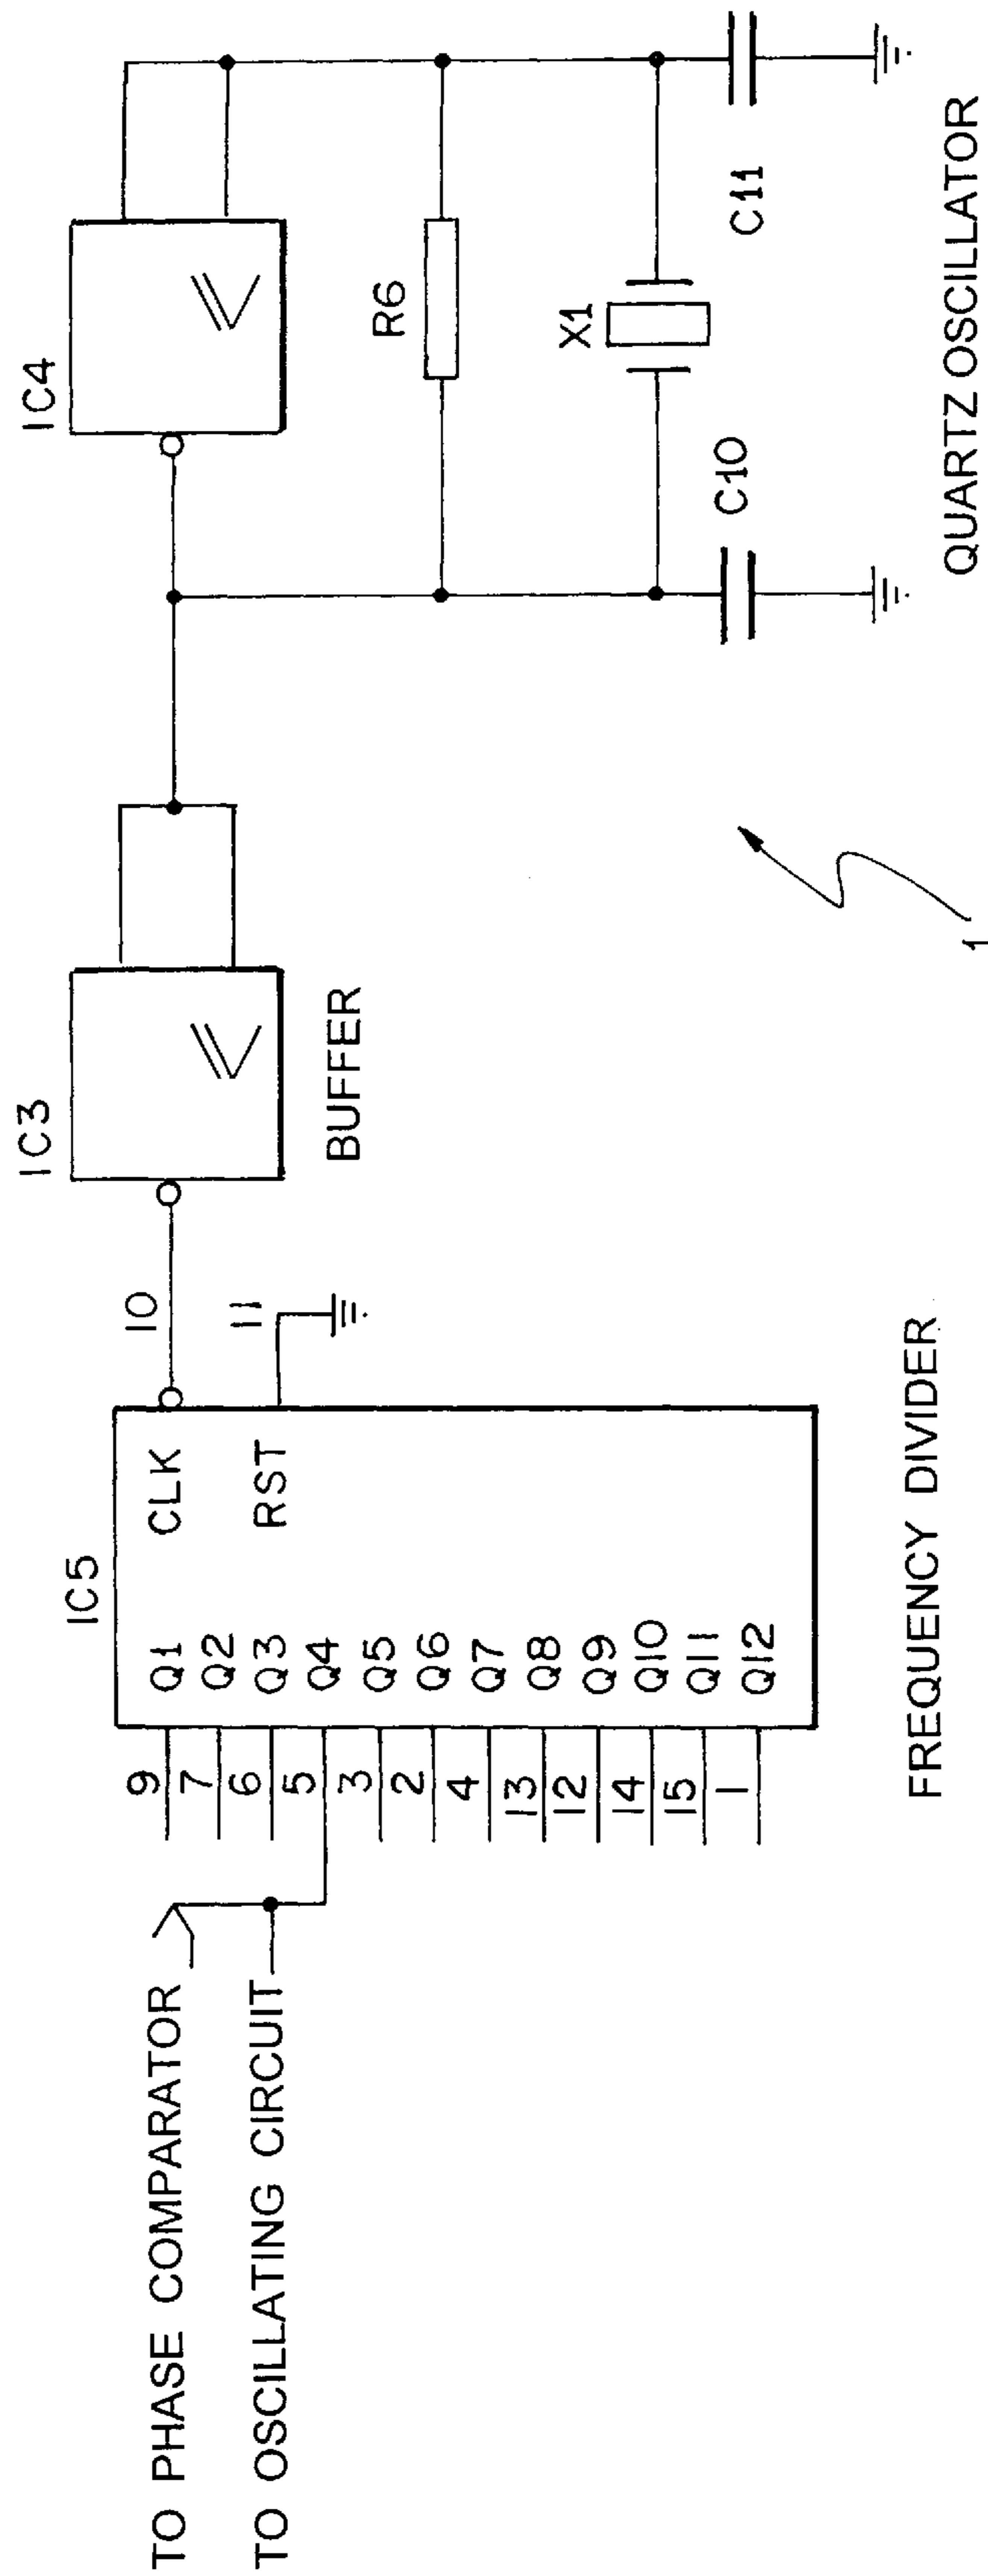 TO PHASE COMPARATOR
TO OSCILLATING CIRCUIT
9
7
6
5
3
2
4
13
12
14
15
1
IC5
Q1
Q2
Q3
Q4
Q5
Q6
Q7
Q8
Q9
Q10
Q11
Q12
CLK
RST
FREQUENCY DIVIDER
10
11
IC3
BUFFER
1
IC4
R6
X1
C10
C11
QUARTZ OSCILLATOR